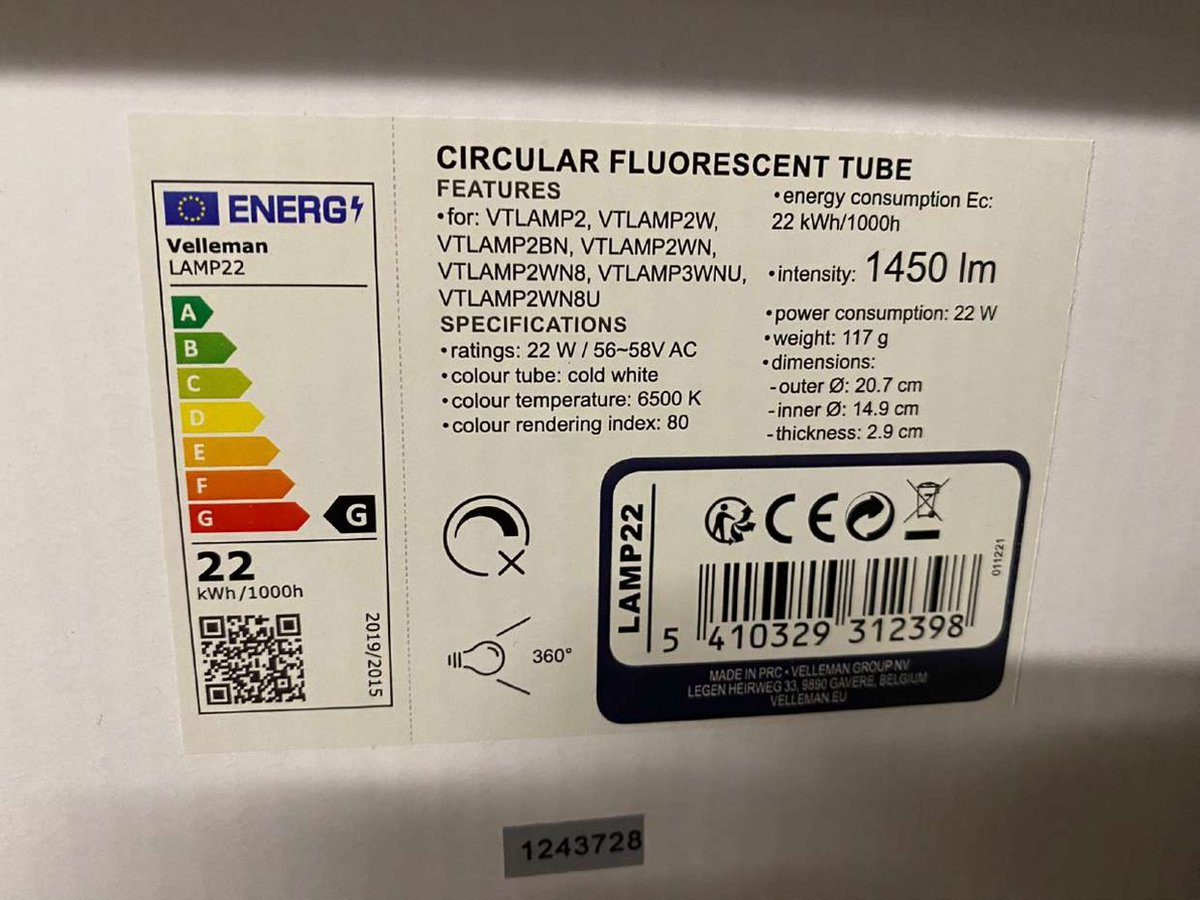 ENERG
Velleman
LAMP22
A
B
C
D
E
F
G
G
22
kWh/1000h
2019/2015
CIRCULAR FLUORESCENT TUBE
FEATURES
•for: VTLAMP2, VTLAMP2W,
VTLAMP2BN, VTLAMP2WN,
VTLAMP2WN8, VTLAMP3WNU,
VTLAMP2WN8U
SPECIFICATIONS
•ratings: 22 W / 56~58V AC
•colour tube: cold white
•colour temperature: 6500 K
•colour rendering index: 80
•energy consumption Ec:
22 kWh/1000h
•intensity: 1450 lm
•power consumption: 22 W
•weight: 117 g
•dimensions:
-outer Ø: 20.7 cm
-inner Ø: 14.9 cm
-thickness: 2.9 cm
360°
LAMP22
CE
011221
5 410329 312398
MADE IN PRC • VELLEMAN GROUP NV
LEGEN HEIRWEG 33, 9890 GAVERE, BELGIUM
VELLEMAN.EU
1243728